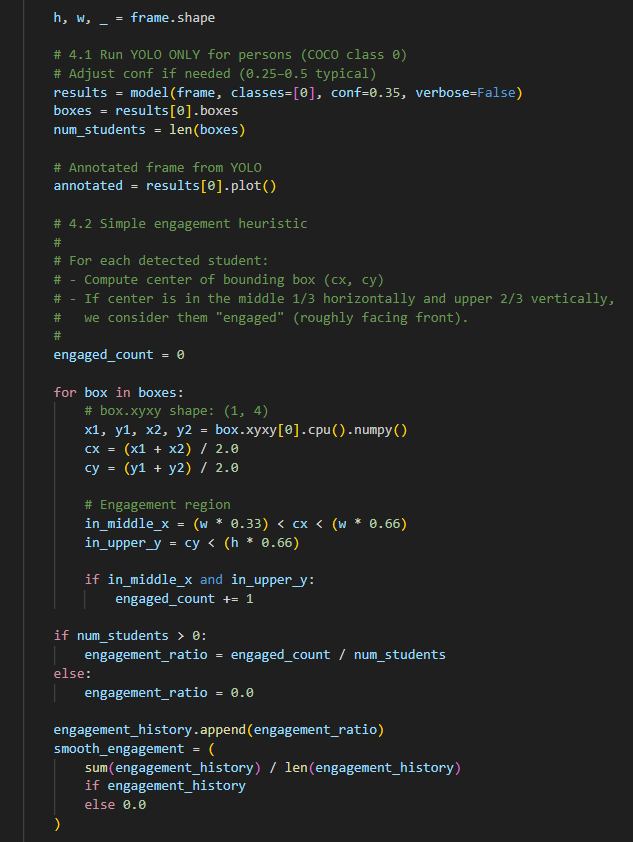 h, w, _ = frame.shape
# 4.1 Run YOLO ONLY for persons (COCO class 0)
# Adjust conf if needed (0.25–0.5 typical)
results = model(frame, classes=[0], conf=0.35, verbose=False)
boxes = results[0].boxes
num_students = len(boxes)
# Annotated frame from YOLO
annotated = results[0].plot()
# 4.2 Simple engagement heuristic
#
# For each detected student:
# - Compute center of bounding box (cx, cy)
# - If center is in the middle 1/3 horizontally and upper 2/3 vertically,
#   we consider them "engaged" (roughly facing front).
#
engaged_count = 0
for box in boxes:
    # box.xyxy shape: (1, 4)
    x1, y1, x2, y2 = box.xyxy[0].cpu().numpy()
    cx = (x1 + x2) / 2.0
    cy = (y1 + y2) / 2.0
    # Engagement region
    in_middle_x = (w * 0.33) < cx < (w * 0.66)
    in_upper_y = cy < (h * 0.66)
    if in_middle_x and in_upper_y:
        engaged_count += 1
if num_students > 0:
    engagement_ratio = engaged_count / num_students
else:
    engagement_ratio = 0.0
engagement_history.append(engagement_ratio)
smooth_engagement = (
    sum(engagement_history) / len(engagement_history)
    if engagement_history
    else 0.0
)